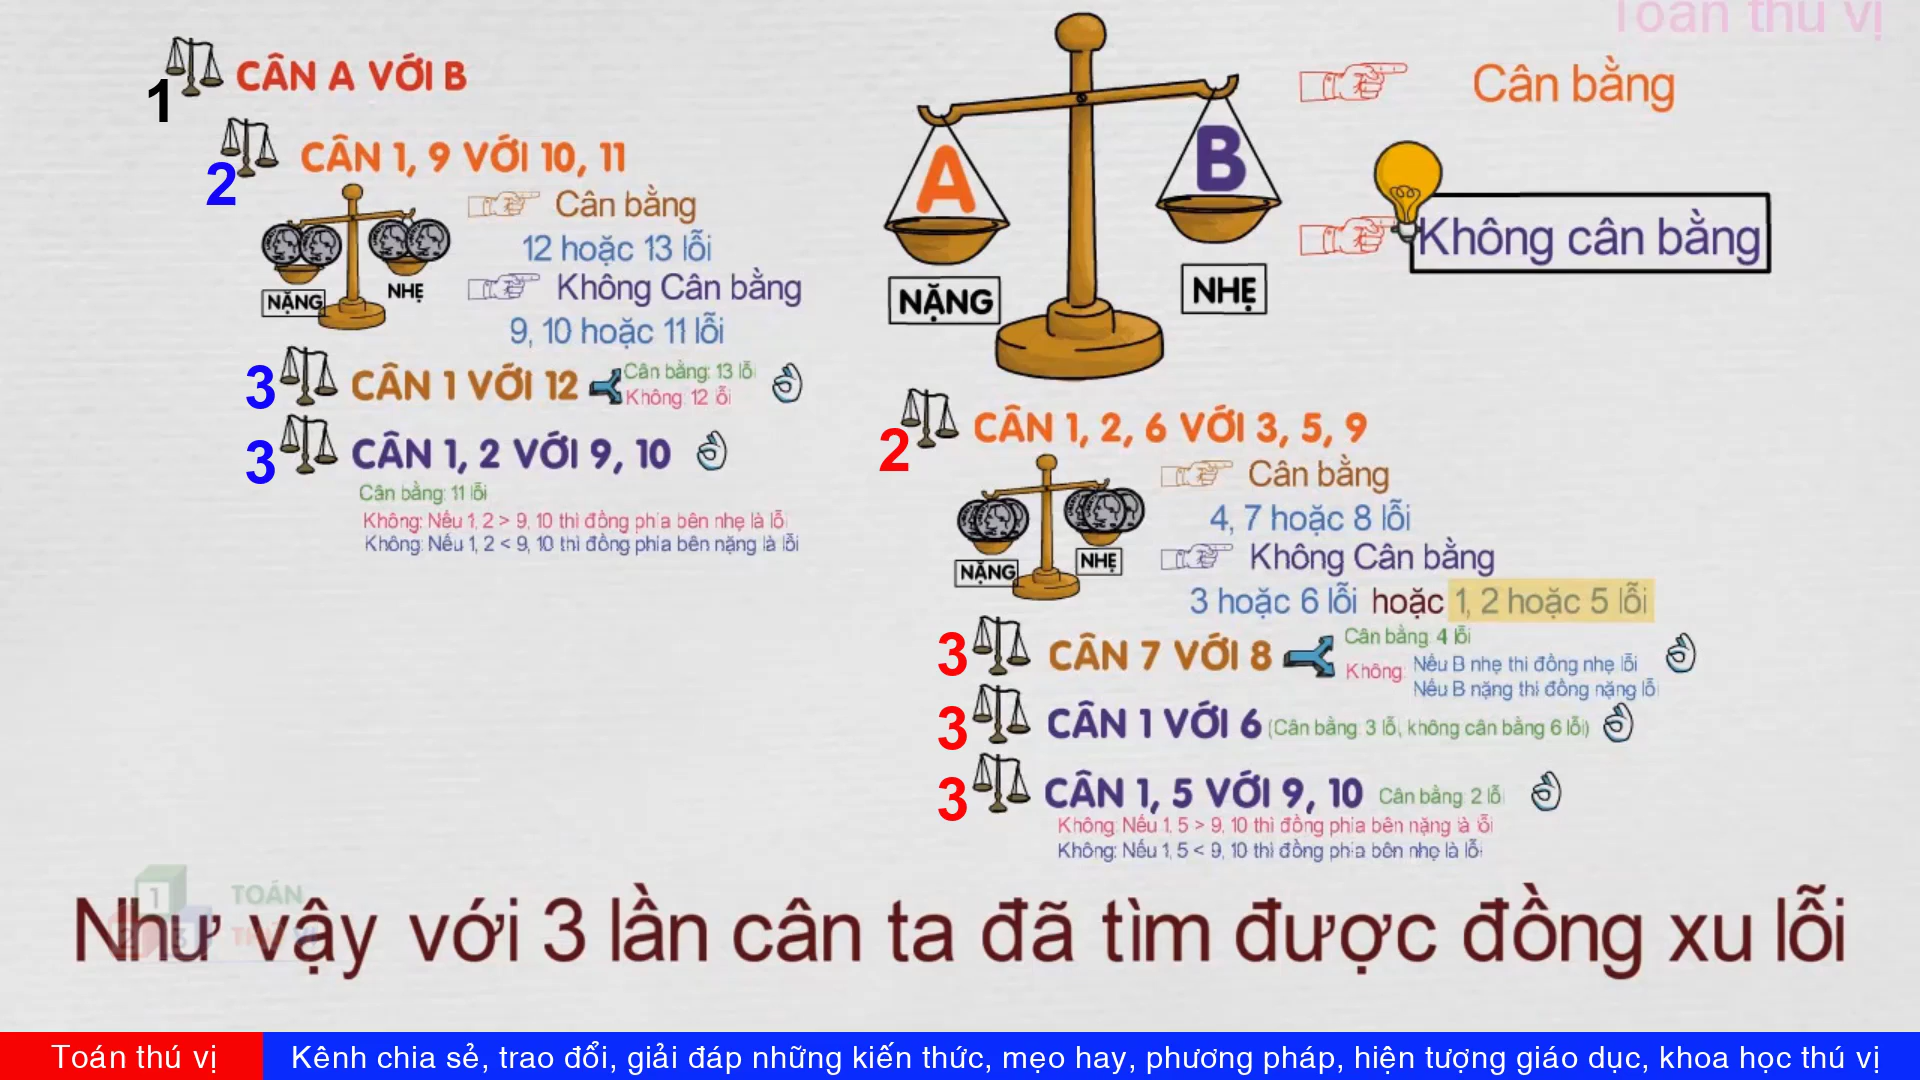 Toán thú vị
1 CÂN A VỚI B
2 CÂN 1, 9 VỚI 10, 11
Cân bằng
12 hoặc 13 lỗi
Không Cân bằng
9, 10 hoặc 11 lỗi
NẶNG
NHẸ
3 CÂN 1 VỚI 12
Cân bằng: 13 lỗi
Không: 12 lỗi
3 CÂN 1, 2 VỚI 9, 10
Cân bằng: 11 lỗi
Không: Nếu 1, 2 > 9, 10 thì đồng phía bên nhẹ là lỗi
Không: Nếu 1, 2 < 9, 10 thì đồng phía bên nặng là lỗi
A
B
NẶNG
NHẸ
Cân bằng
Không cân bằng
2 CÂN 1, 2, 6 VỚI 3, 5, 9
Cân bằng
4, 7 hoặc 8 lỗi
Không Cân bằng
3 hoặc 6 lỗi hoặc 1, 2 hoặc 5 lỗi
NẶNG
NHẸ
3 CÂN 7 VỚI 8
Cân bằng: 4 lỗi
Không: Nếu B nhẹ thì đồng nhẹ lỗi
Nếu B nặng thì đồng nặng lỗi
3 CÂN 1 VỚI 6 (Cân bằng: 3 lỗi, không cân bằng 6 lỗi)
3 CÂN 1, 5 VỚI 9, 10 Cân bằng: 2 lỗi
Không: Nếu 1, 5 > 9, 10 thì đồng phía bên nặng là lỗi
Không: Nếu 1, 5 < 9, 10 thì đồng phía bên nhẹ là lỗi
1 2 3 TOÁN
THÚ VỊ
Như vậy với 3 lần cân ta đã tìm được đồng xu lỗi
Toán thú vị
Kênh chia sẻ, trao đổi, giải đáp những kiến thức, mẹo hay, phương pháp, hiện tượng giáo dục, khoa học thú vị